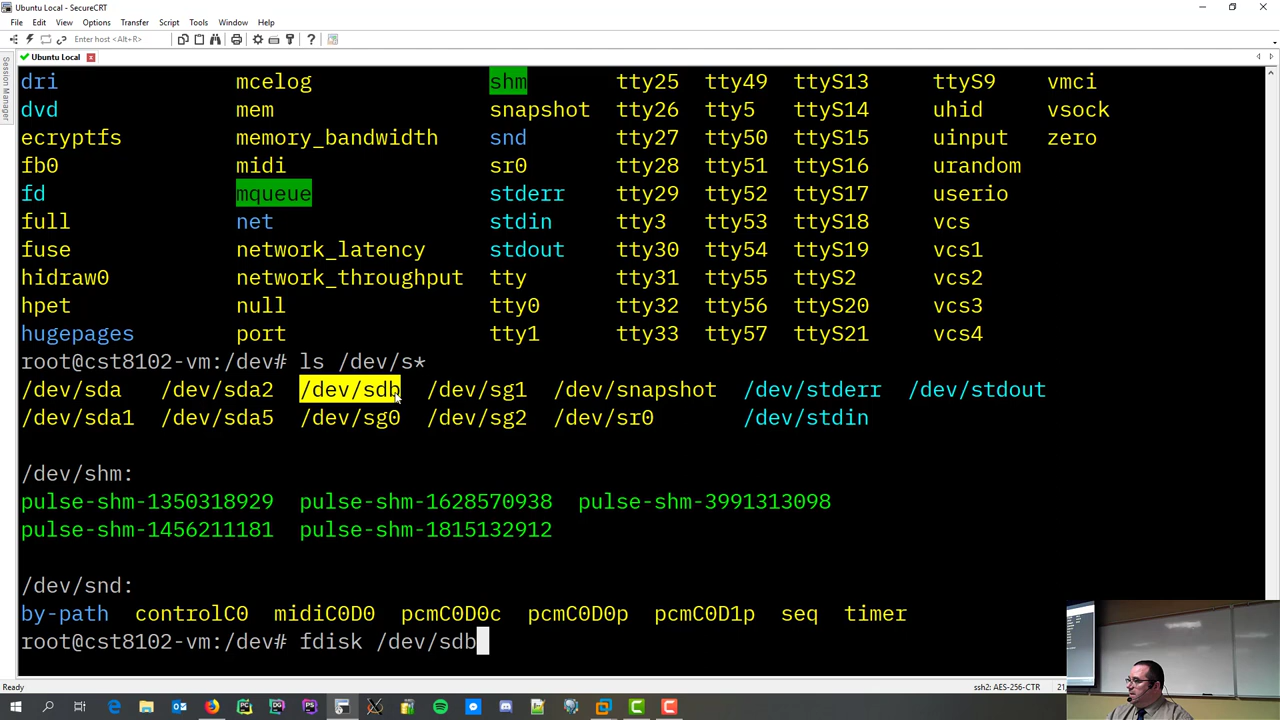 Ubuntu Local - SecureCRT
File Edit View Options Transfer Script Tools Window Help
Enter host <Alt+R>
Ubuntu Local
Session Manager
dri mcelog shm tty25 tty49 ttyS13 ttyS9 vmci
dvd mem snapshot tty26 tty5 ttyS14 uhid vsock
ecryptfs memory_bandwidth snd tty27 tty50 ttyS15 uinput zero
fb0 midi sr0 tty28 tty51 ttyS16 urandom
fd mqueue stderr tty29 tty52 ttyS17 userio
full net stdin tty3 tty53 ttyS18 vcs
fuse network_latency stdout tty30 tty54 ttyS19 vcs1
hidraw0 network_throughput tty tty31 tty55 ttyS2 vcs2
hpet null tty0 tty32 tty56 ttyS20 vcs3
hugepages port tty1 tty33 tty57 ttyS21 vcs4
root@cst8102-vm:/dev# ls /dev/s*
/dev/sda /dev/sda2 /dev/sdb /dev/sg1 /dev/snapshot /dev/stderr /dev/stdout
/dev/sda1 /dev/sda5 /dev/sg0 /dev/sg2 /dev/sr0 /dev/stdin
/dev/shm:
pulse-shm-1350318929 pulse-shm-1628570938 pulse-shm-3991313098
pulse-shm-1456211181 pulse-shm-1815132912
/dev/snd:
by-path controlC0 midiC0D0 pcmC0D0c pcmC0D0p pcmC0D1p seq timer
root@cst8102-vm:/dev# fdisk /dev/sdb
Ready
ssh2: AES-256-CTR
21,